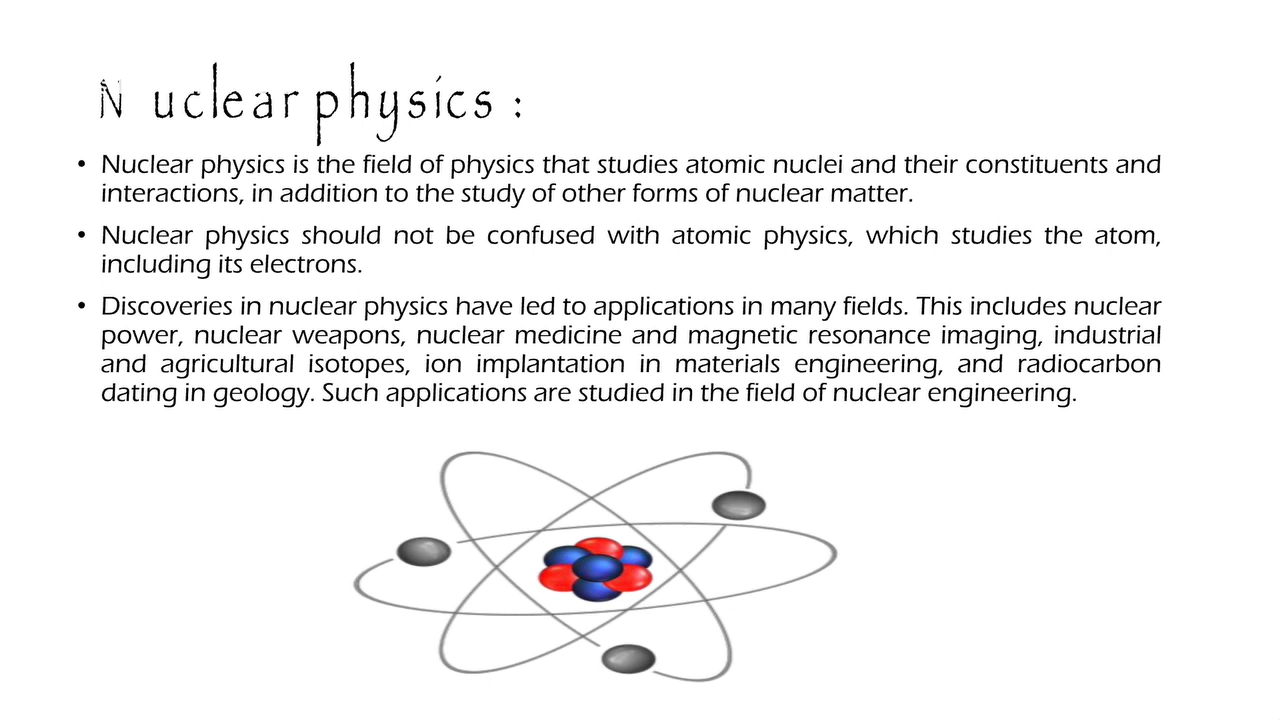 Nuclear physics :
• Nuclear physics is the field of physics that studies atomic nuclei and their constituents and
interactions, in addition to the study of other forms of nuclear matter.
• Nuclear physics should not be confused with atomic physics, which studies the atom,
including its electrons.
• Discoveries in nuclear physics have led to applications in many fields. This includes nuclear
power, nuclear weapons, nuclear medicine and magnetic resonance imaging, industrial
and agricultural isotopes, ion implantation in materials engineering, and radiocarbon
dating in geology. Such applications are studied in the field of nuclear engineering.